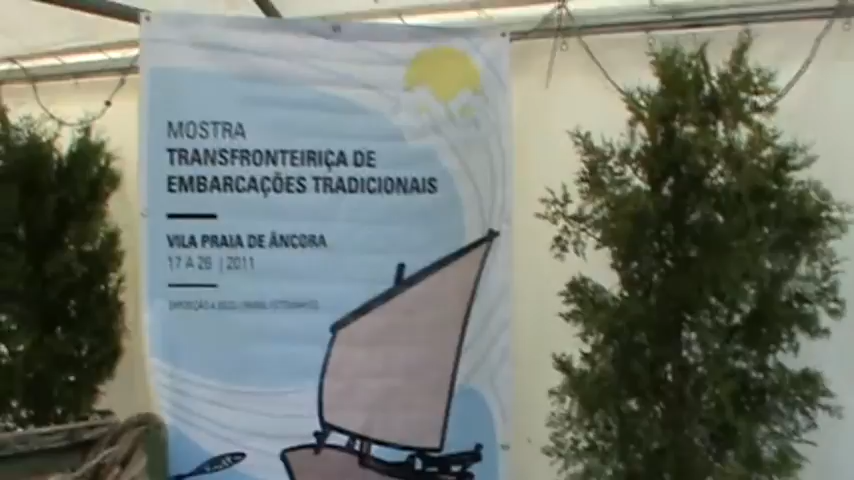 MOSTRA
TRANSFRONTEIRIÇA DE
EMBARCAÇÕES TRADICIONAIS
VILA PRAIA DE ÂNCORA
17 A 26 | 2011